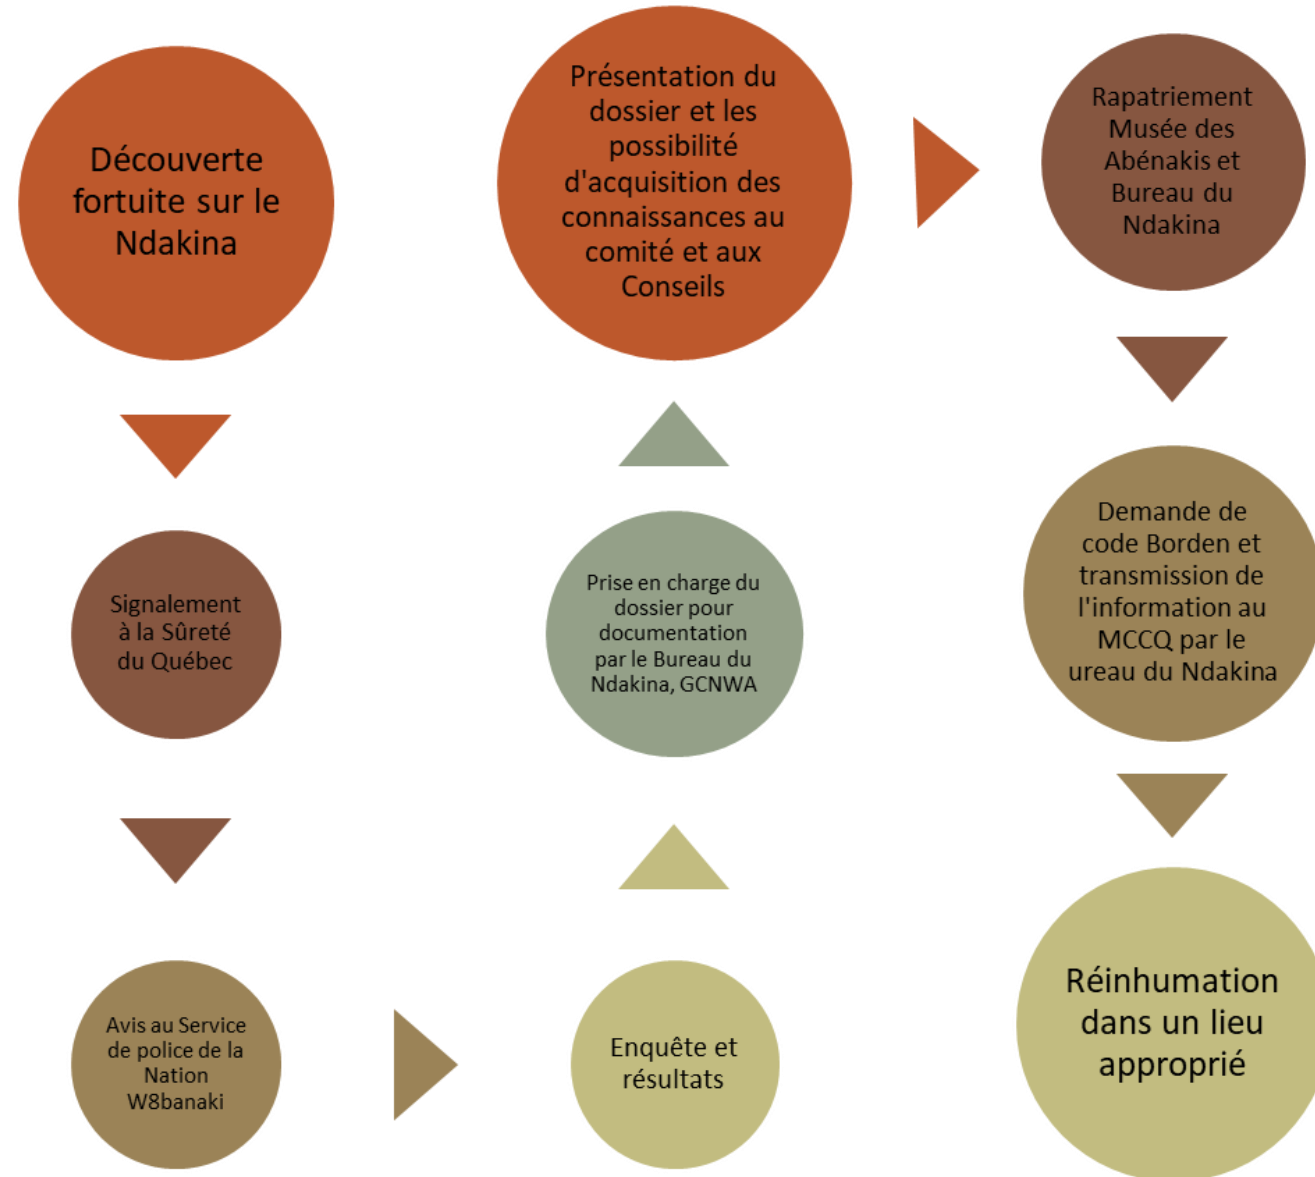 Découverte
fortuite sur le
Ndakina
Signalement
à la Sûreté
du Québec
Avis au Service
de police de la
Nation
W8banaki
Enquête et
résultats
Prise en charge du
dossier pour
documentation
par le Bureau du
Ndakina, GCNWA
Présentation du
dossier et les
possibilité
d'acquisition des
connaissances au
comité et aux
Conseils
Rapatriement
Musée des
Abénakis et
Bureau du
Ndakina
Demande de
code Borden et
transmission de
l'information au
MCCQ par le
ureau du Ndakina
Réinhumation
dans un lieu
approprié